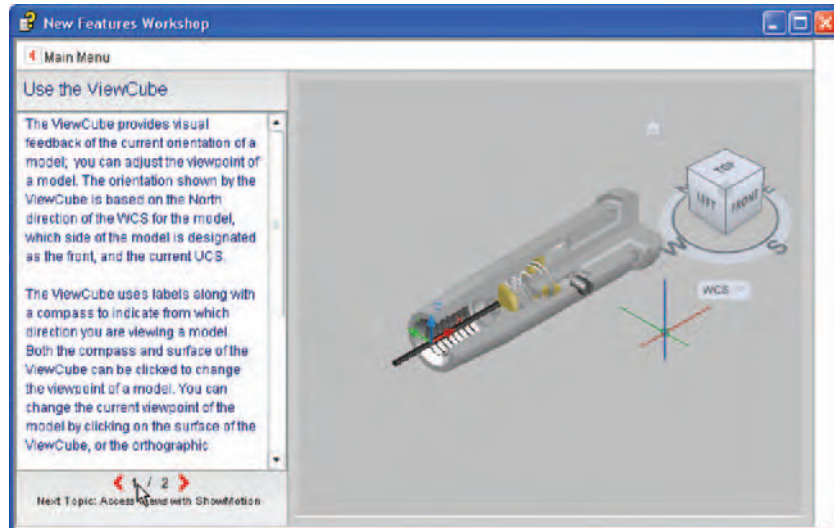 New Features Workshop
Main Menu
Use the ViewCube
The ViewCube provides visual
feedback of the current orientation of a
model; you can adjust the viewpoint of
a model. The orientation shown by the
ViewCube is based on the North
direction of the WCS for the model,
which side of the model is designated
as the front, and the current UCS.
The ViewCube uses labels along with
a compass to indicate from which
direction you are viewing a model.
Both the compass and surface of the
ViewCube can be clicked to change
the viewpoint of a model. You can
change the current viewpoint of the
model by clicking on the surface of the
ViewCube, or the orthographic
1 / 2
Next Topic: Access Views with ShowMotion
TOP
LEFT
FRONT
W
S
WCS